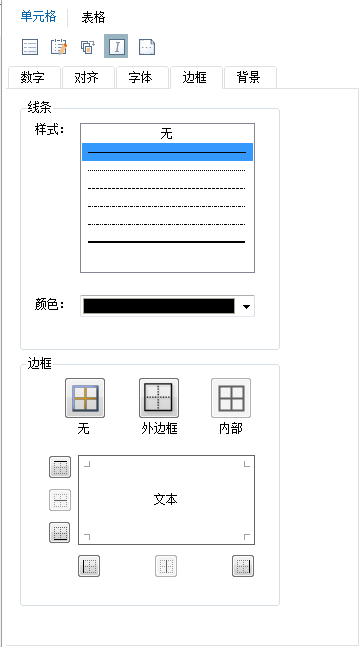 单元格 表格
数字 对齐 字体 边框 背景
线条
样式:
无
颜色:
边框
无 外边框 内部
文本